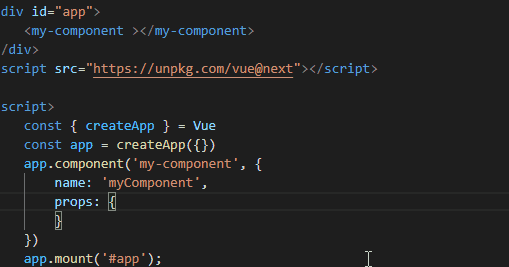 div id="app">
<my-component ></my-component>
/div>
script src="https://unpkg.com/vue@next"></script>
script>
const { createApp } = Vue
const app = createApp({})
app.component('my-component', {
name: 'myComponent',
props: {
}
})
app.mount('#app');